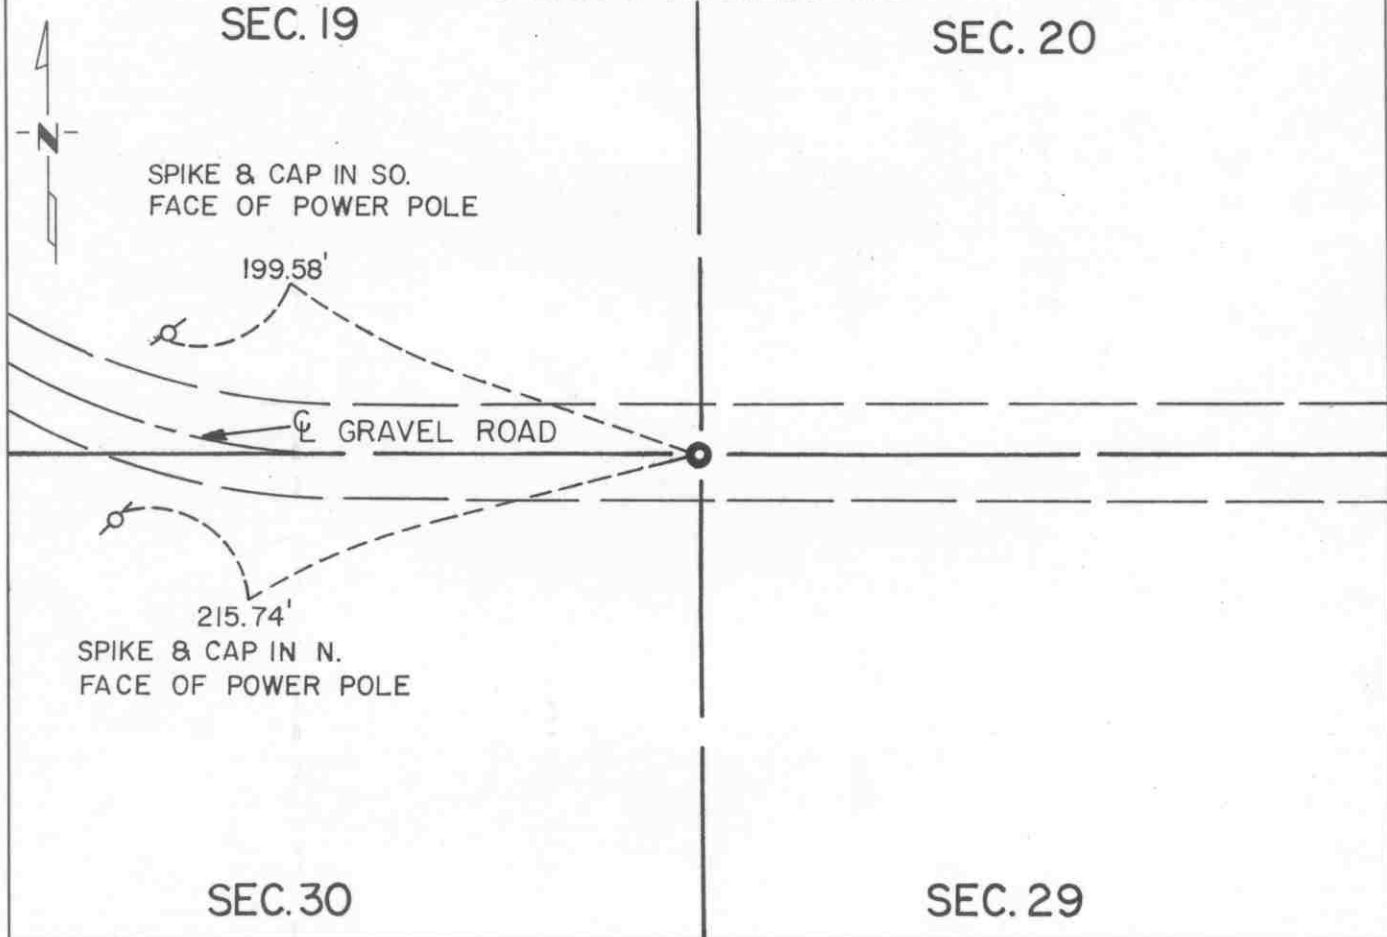 SEC. 19
SEC. 20
N
SPIKE & CAP IN SO.
FACE OF POWER POLE
199.58'
℄ GRAVEL ROAD
215.74'
SPIKE & CAP IN N.
FACE OF POWER POLE
SEC. 30
SEC. 29